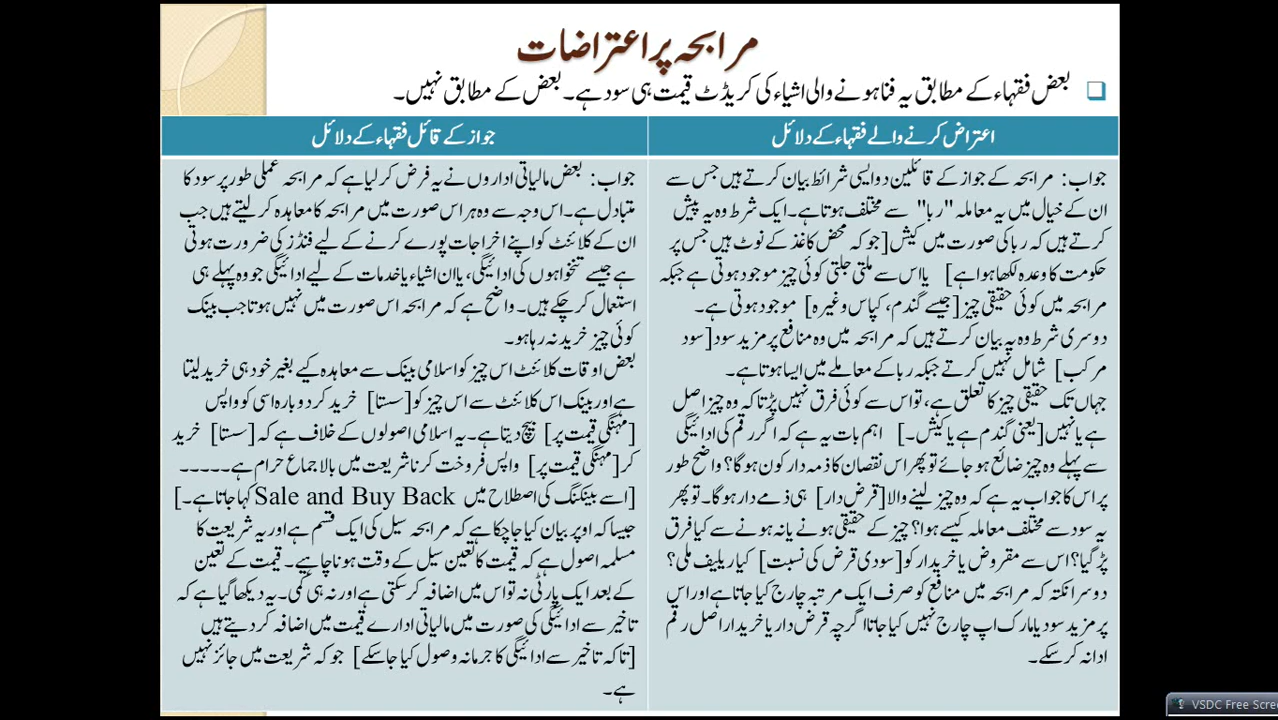 مرابحہ پر اعتراضات
بعض فقہاء کے مطابق یہ فنا ہونے والی اشیاء کی کریڈٹ قیمت ہی سود ہے۔ بعض کے مطابق نہیں۔
اعتراض کرنے والے فقہاء کے دلائل
جواب: مرابحہ کے جواز کے قائلین دو ایسی شرائط بیان کرتے ہیں جس سے
ان کے خیال میں یہ معاملہ "ربا" سے مختلف ہوتا ہے۔ ایک شرط وہ یہ پیش
کرتے ہیں کہ ربا کی صورت میں کیش [جو کہ محض کاغذ کے نوٹ ہیں جس پر
حکومت کا وعدہ لکھا ہوا ہے] یا اس سے ملتی جلتی کوئی چیز موجود ہوتی ہے جبکہ
مرابحہ میں کوئی حقیقی چیز [جیسے گندم، کپاس وغیرہ] موجود ہوتی ہے۔
دوسری شرط وہ یہ بیان کرتے ہیں کہ مرابحہ میں وہ منافع پر مزید سود [سود
مرکب] شامل نہیں کرتے جبکہ ربا کے معاملے میں ایسا ہوتا ہے۔
جہاں تک حقیقی چیز کا تعلق ہے، تو اس سے کوئی فرق نہیں پڑتا کہ وہ چیز اصل
ہے یا نہیں [یعنی گندم ہے یا کیش۔] اہم بات یہ ہے کہ اگر رقم کی ادائیگی
سے پہلے وہ چیز ضائع ہو جائے تو پھر اس نقصان کا ذمہ دار کون ہوگا؟ واضح طور
پر اس کا جواب یہ ہے کہ وہ چیز لینے والا [قرض دار] ہی ذمے دار ہوگا۔ تو پھر
یہ سود سے مختلف معاملہ کیسے ہوا؟ چیز کے حقیقی ہونے یا نہ ہونے سے کیا فرق
پڑ گیا؟ اس سے مقروض یا خریدار کو [سودی قرض کی نسبت] کیا ریلیف ملی؟
دوسرا نکتہ کہ مرابحہ میں منافع کو صرف ایک مرتبہ چارج کیا جاتا ہے اور اس
پر مزید سود یا مارک اپ چارج نہیں کیا جاتا اگرچہ قرض دار یا خریدار اصل رقم
ادا نہ کر سکے۔
جواز کے قائل فقہاء کے دلائل
جواب: بعض مالیاتی اداروں نے یہ فرض کر لیا ہے کہ مرابحہ عملی طور پر سود کا
متبادل ہے۔ اس وجہ سے وہ ہر اس صورت میں مرابحہ کا معاہدہ کر لیتے ہیں جب
ان کے کلائنٹ کو اپنے اخراجات پورے کرنے کے لیے فنڈز کی ضرورت ہوتی
ہے جیسے تنخواہوں کی ادائیگی، یا ان اشیاء یا خدمات کے لیے ادائیگی جو وہ پہلے ہی
استعمال کر چکے ہیں۔ واضح ہے کہ مرابحہ اس صورت میں نہیں ہوتا جب بینک
کوئی چیز خرید نہ رہا ہو۔
بعض اوقات کلائنٹ اس چیز کو اسلامی بینک سے معاہدہ کیے بغیر خود ہی خرید لیتا
ہے اور بینک اس کلائنٹ سے اس چیز کو [سستا] خرید کر دوبارہ اسی کو واپس
[مہنگی قیمت پر] بیچ دیتا ہے۔ یہ اسلامی اصولوں کے خلاف ہے کہ [سستا] خرید
کر [مہنگی قیمت پر] واپس فروخت کرنا شریعت میں بالاجماع حرام ہے۔۔۔۔۔
[اسے بینکنگ کی اصطلاح میں Sale and Buy Back کہا جاتا ہے۔]
جیسا کہ اوپر بیان کیا جا چکا ہے کہ مرابحہ سیل کی ایک قسم ہے اور یہ شریعت کا
مسلمہ اصول ہے کہ قیمت کا تعین سیل کے وقت ہونا چاہیے۔ قیمت کے تعین
کے بعد ایک پارٹی نہ تو اس میں اضافہ کر سکتی ہے اور نہ ہی کمی۔ یہ دیکھا گیا ہے کہ
تاخیر سے ادائیگی کی صورت میں مالیاتی ادارے قیمت میں اضافہ کر دیتے ہیں
[تاکہ تاخیر سے ادائیگی کا جرمانہ وصول کیا جا سکے] جو کہ شریعت میں جائز نہیں
ہے۔
VSDC Free Scre